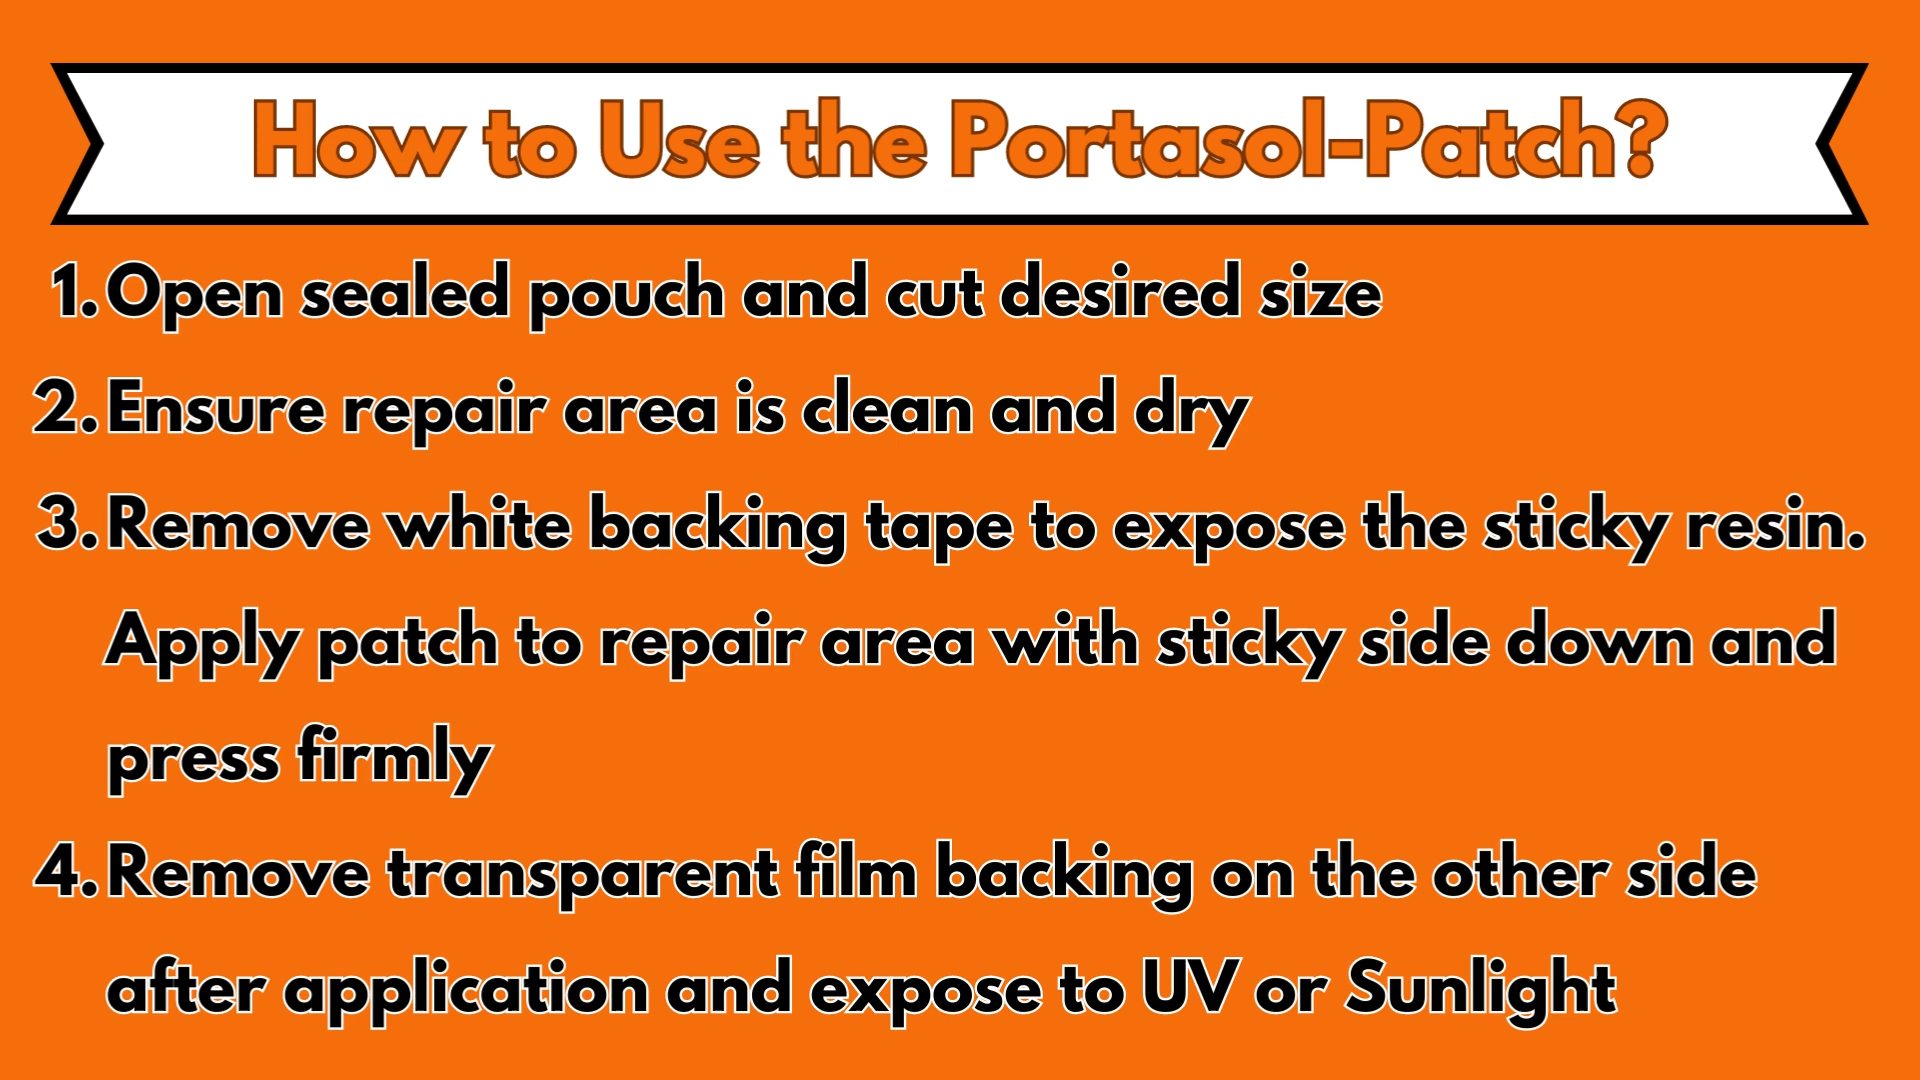 How to Use the Portasol-Patch?
1. Open sealed pouch and cut desired size
2. Ensure repair area is clean and dry
3. Remove white backing tape to expose the sticky resin.
Apply patch to repair area with sticky side down and
press firmly
4. Remove transparent film backing on the other side
after application and expose to UV or Sunlight